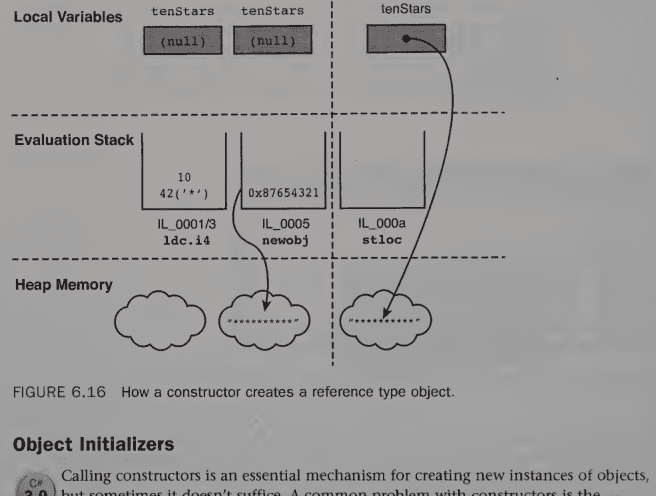 Local Variables
tenStars tenStars tenStars
(null) (null)
Evaluation Stack
10
42('*') 0x87654321
IL_0001/3 IL_0005 IL_000a
ldc.i4 newobj stloc
Heap Memory
"**********" "**********"
FIGURE 6.16 How a constructor creates a reference type object.
Object Initializers
C# Calling constructors is an essential mechanism for creating new instances of objects,
3.0 but sometimes it doesn't suffice. A common problem with constructors is the